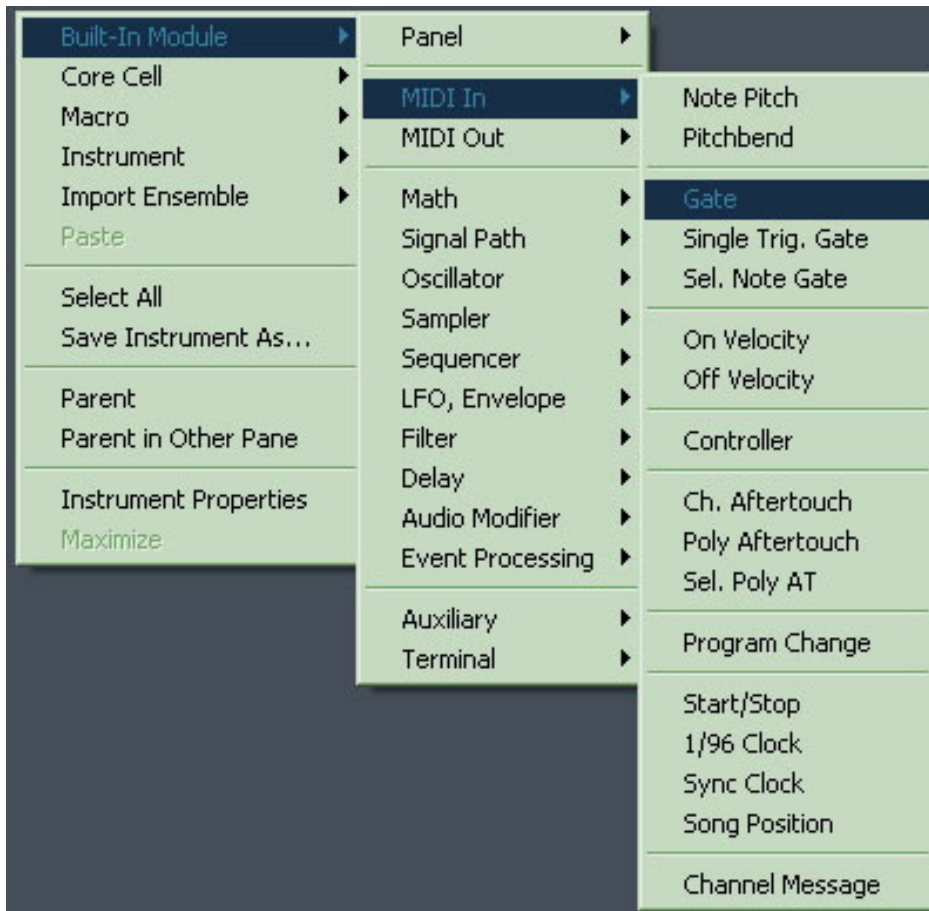 Built-In Module
Core Cell
Macro
Instrument
Import Ensemble
Paste
Select All
Save Instrument As...
Parent
Parent in Other Pane
Instrument Properties
Maximize
Panel
MIDI In
MIDI Out
Math
Signal Path
Oscillator
Sampler
Sequencer
LFO, Envelope
Filter
Delay
Audio Modifier
Event Processing
Auxiliary
Terminal
Note Pitch
Pitchbend
Gate
Single Trig. Gate
Sel. Note Gate
On Velocity
Off Velocity
Controller
Ch. Aftertouch
Poly Aftertouch
Sel. Poly AT
Program Change
Start/Stop
1/96 Clock
Sync Clock
Song Position
Channel Message